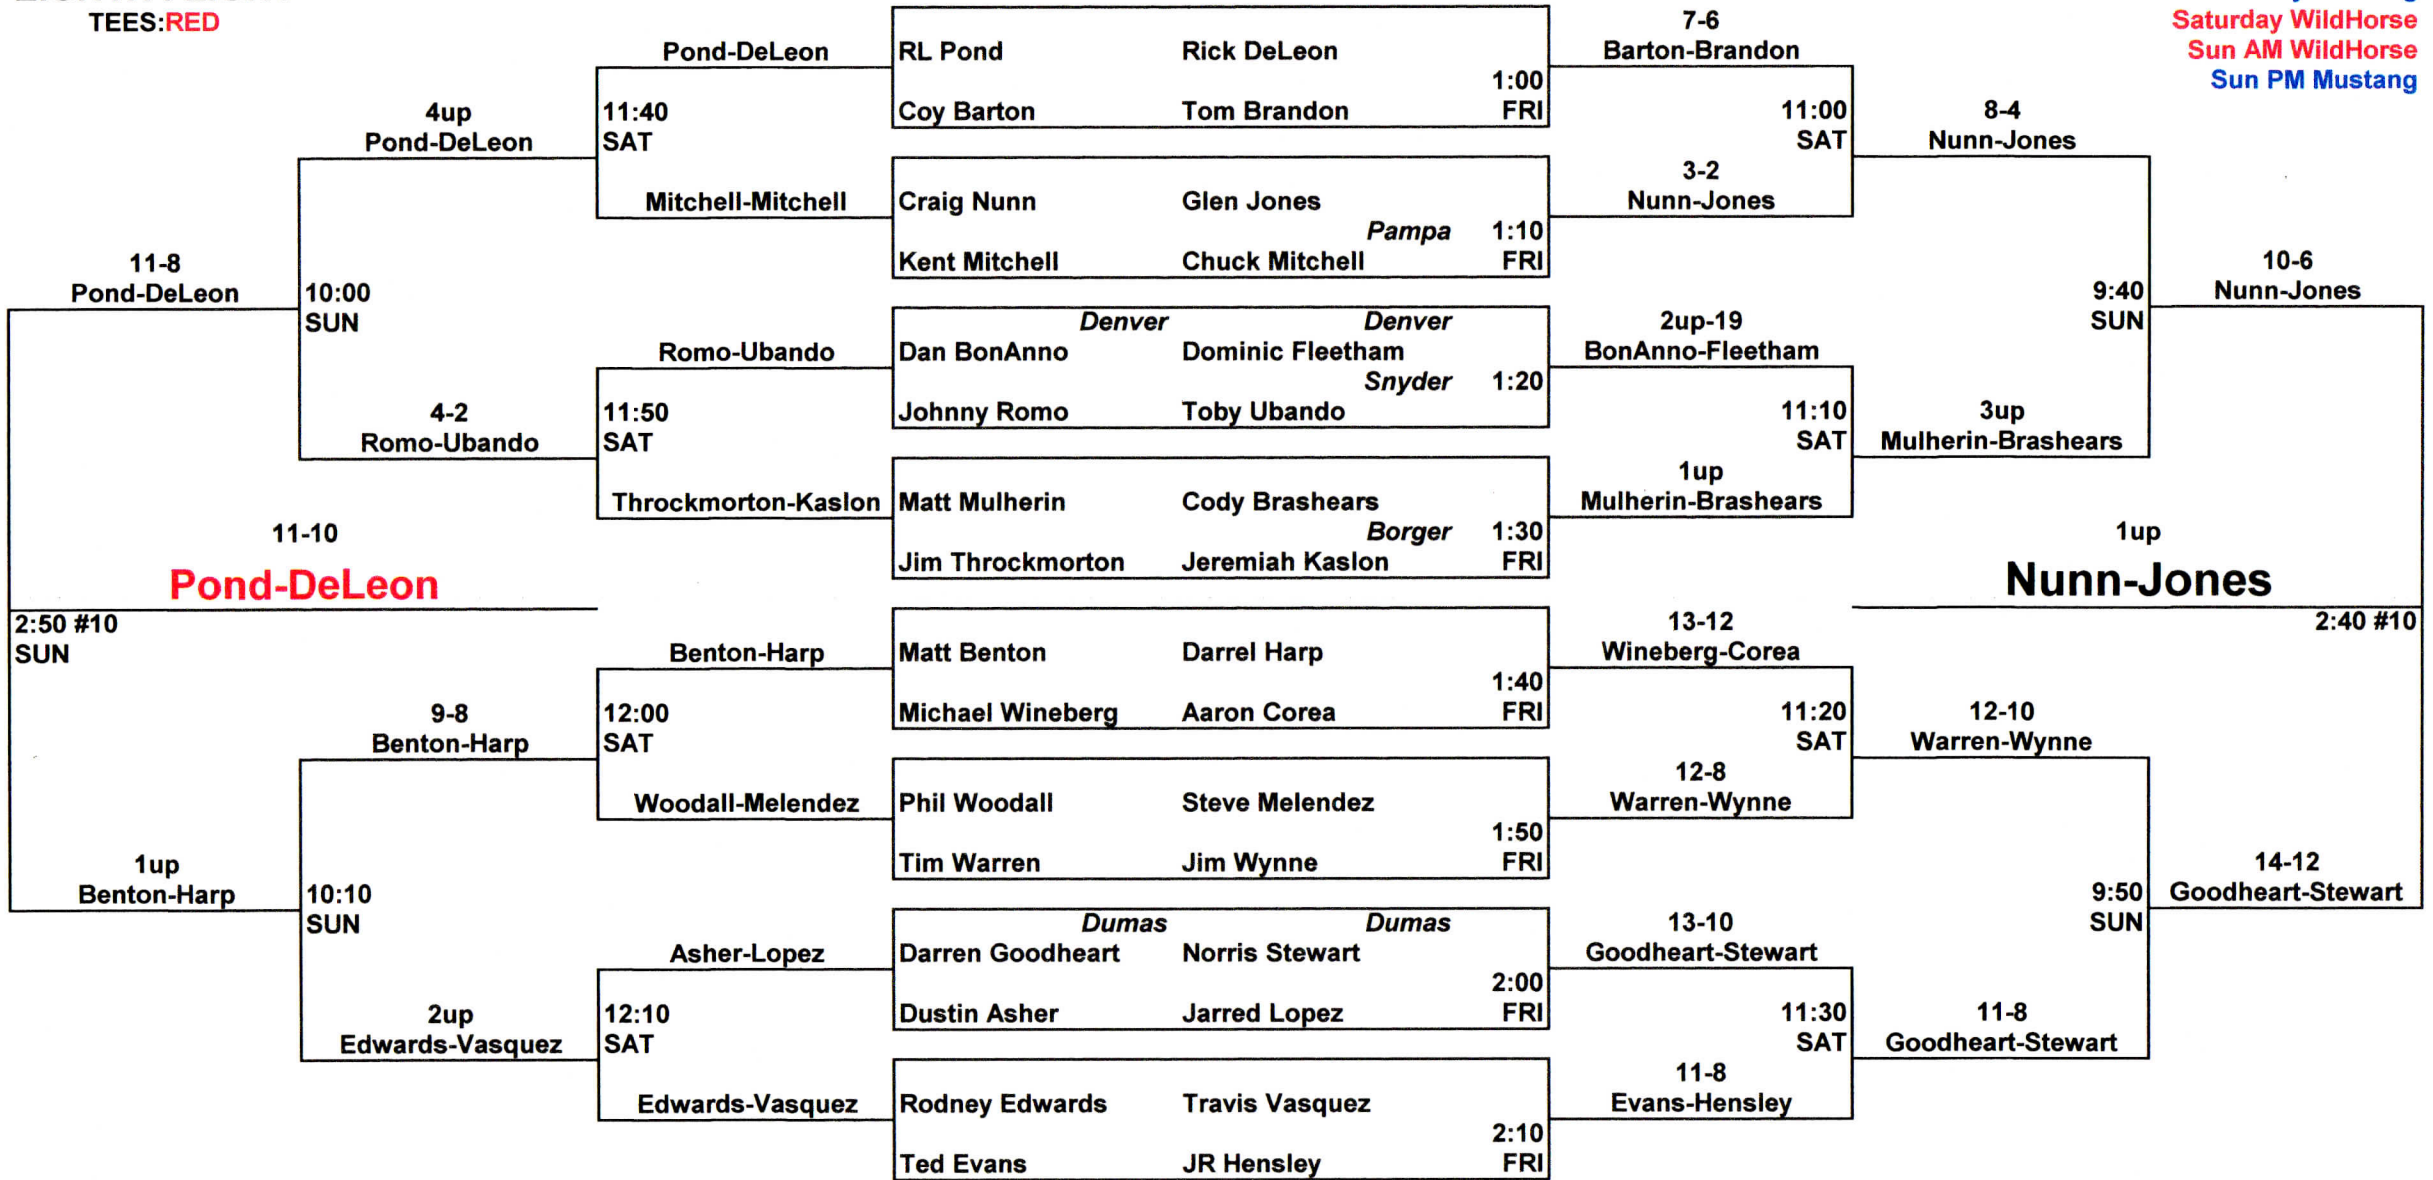 TEES:RED
Saturday WildHorse
Sun AM WildHorse
Sun PM Mustang
Pond-DeLeon
RL Pond Rick DeLeon
1:00
Coy Barton Tom Brandon FRI
7-6
Barton-Brandon
4up
Pond-DeLeon
11:40
SAT
11:00
SAT
8-4
Nunn-Jones
Mitchell-Mitchell
Craig Nunn Glen Jones
Pampa 1:10
Kent Mitchell Chuck Mitchell FRI
3-2
Nunn-Jones
11-8
Pond-DeLeon
10:00
SUN
9:40
SUN
10-6
Nunn-Jones
Romo-Ubando
Denver Denver
Dan BonAnno Dominic Fleetham
Snyder 1:20
Johnny Romo Toby Ubando
2up-19
BonAnno-Fleetham
4-2
Romo-Ubando
11:50
SAT
11:10
SAT
3up
Mulherin-Brashears
Throckmorton-Kaslon
Matt Mulherin Cody Brashears
Borger 1:30
Jim Throckmorton Jeremiah Kaslon FRI
1up
Mulherin-Brashears
11-10
Pond-DeLeon
2:50 #10
SUN
1up
Nunn-Jones
2:40 #10
Benton-Harp
Matt Benton Darrel Harp
1:40
Michael Wineberg Aaron Corea FRI
13-12
Wineberg-Corea
9-8
Benton-Harp
12:00
SAT
11:20
SAT
12-10
Warren-Wynne
Woodall-Melendez
Phil Woodall Steve Melendez
1:50
Tim Warren Jim Wynne FRI
12-8
Warren-Wynne
1up
Benton-Harp
10:10
SUN
9:50
SUN
14-12
Goodheart-Stewart
Asher-Lopez
Dumas Dumas
Darren Goodheart Norris Stewart
2:00
Dustin Asher Jarred Lopez FRI
13-10
Goodheart-Stewart
2up
Edwards-Vasquez
12:10
SAT
11:30
SAT
11-8
Goodheart-Stewart
Edwards-Vasquez
Rodney Edwards Travis Vasquez
2:10
Ted Evans JR Hensley FRI
11-8
Evans-Hensley